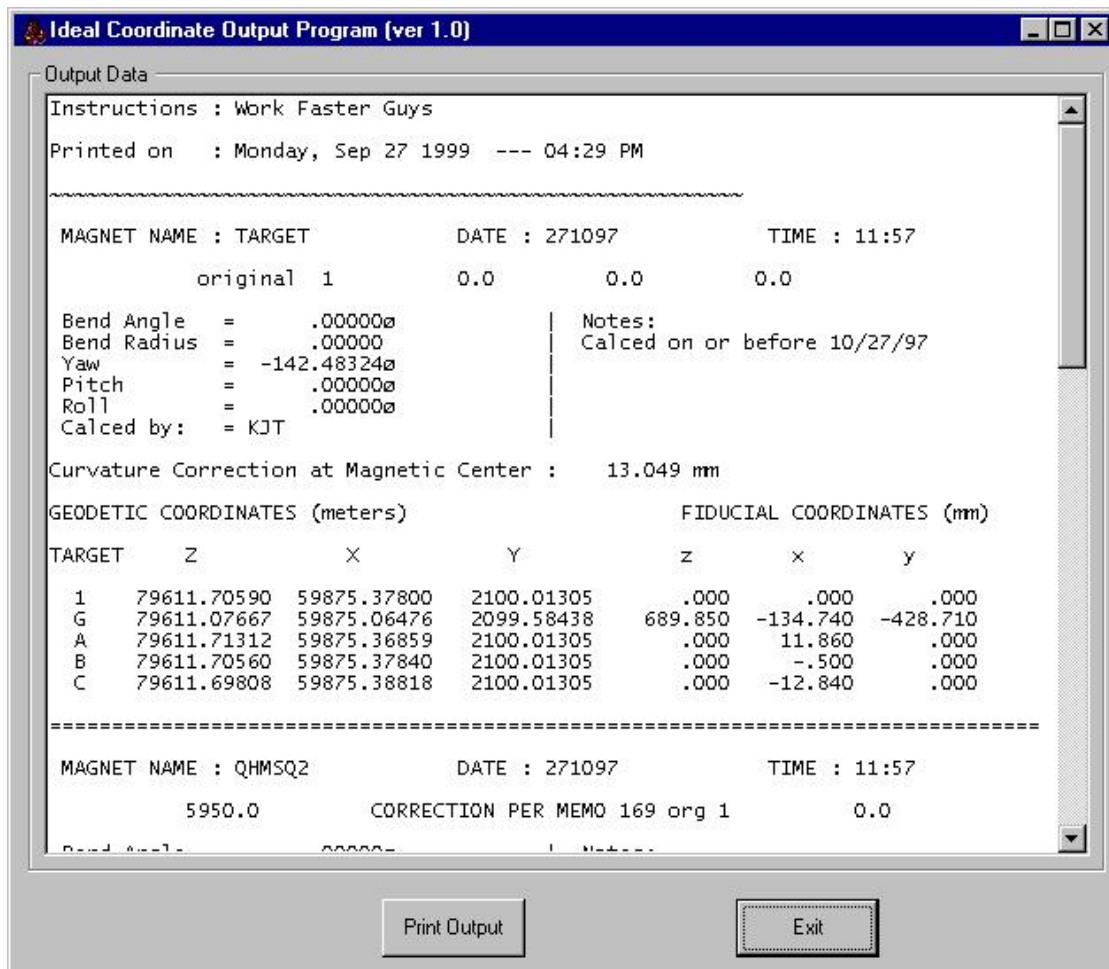 Ideal Coordinate Output Program (ver 1.0)
Output Data
Instructions : Work Faster Guys
Printed on   : Monday, Sep 27 1999  --- 04:29 PM
~~~~~~~~~~~~~~~~~~~~~~~~~~~~~~~~~~~~~~~~~~~~~~~~~~~~~~~~
MAGNET NAME : TARGET            DATE : 271097              TIME : 11:57
original  1          0.0         0.0         0.0
Bend Angle   =      .00000ø            |  Notes:
Bend Radius  =      .00000             |  Calced on or before 10/27/97
Yaw          =  -142.48324ø            |
Pitch        =      .00000ø            |
Roll         =      .00000ø            |
Calced by:   = KJT                     |
Curvature Correction at Magnetic Center :    13.049 mm
GEODETIC COORDINATES (meters)                      FIDUCIAL COORDINATES (mm)
TARGET     Z            X            Y             z        x        y
1    79611.70590  59875.37800   2100.01305        .000     .000     .000
G    79611.07667  59875.06476   2099.58438     689.850  -134.740  -428.710
A    79611.71312  59875.36859   2100.01305        .000   11.860     .000
B    79611.70560  59875.37840   2100.01305        .000    -.500     .000
C    79611.69808  59875.38818   2100.01305        .000  -12.840     .000
================================================================================
MAGNET NAME : QHMSQ2            DATE : 271097              TIME : 11:57
5950.0         CORRECTION PER MEMO 169 org 1          0.0
Print Output
Exit